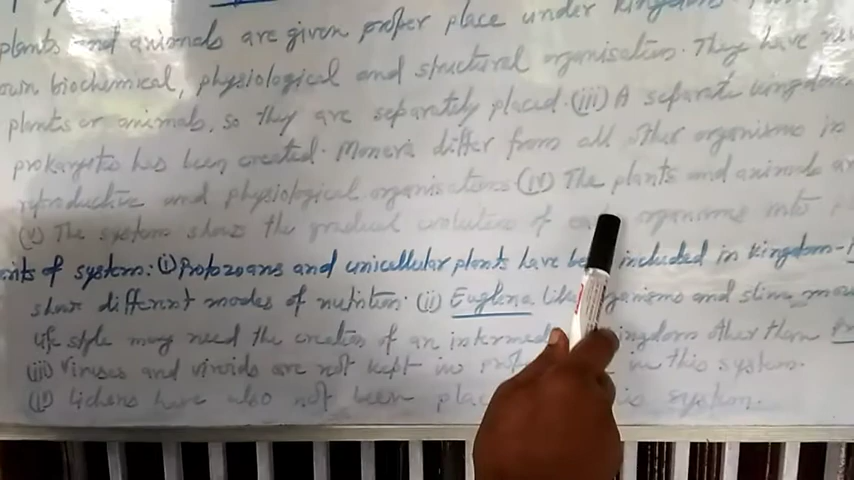 plants and animals are given proper place under Kingdom
own biochemical, physiological and structural organisation. They have
plants or animals, so they are separately placed. (iii) A separate kingdom
prokaryotes has been created. Monera differ from all other organisms in
reproductive and physiological organisations (iv) The plants and animals
(v) The system shows the gradual evolution of organisms into
of system: (i) Protozoans and unicellular plants have been included in kingdom-
show different modes of nutrition. (ii) Euglena like organisms and slime
life style may need the creation of an kingdom other than
(iii) Viruses and viroids are not kept in in this system.
(iv) Lichens have also not been system.